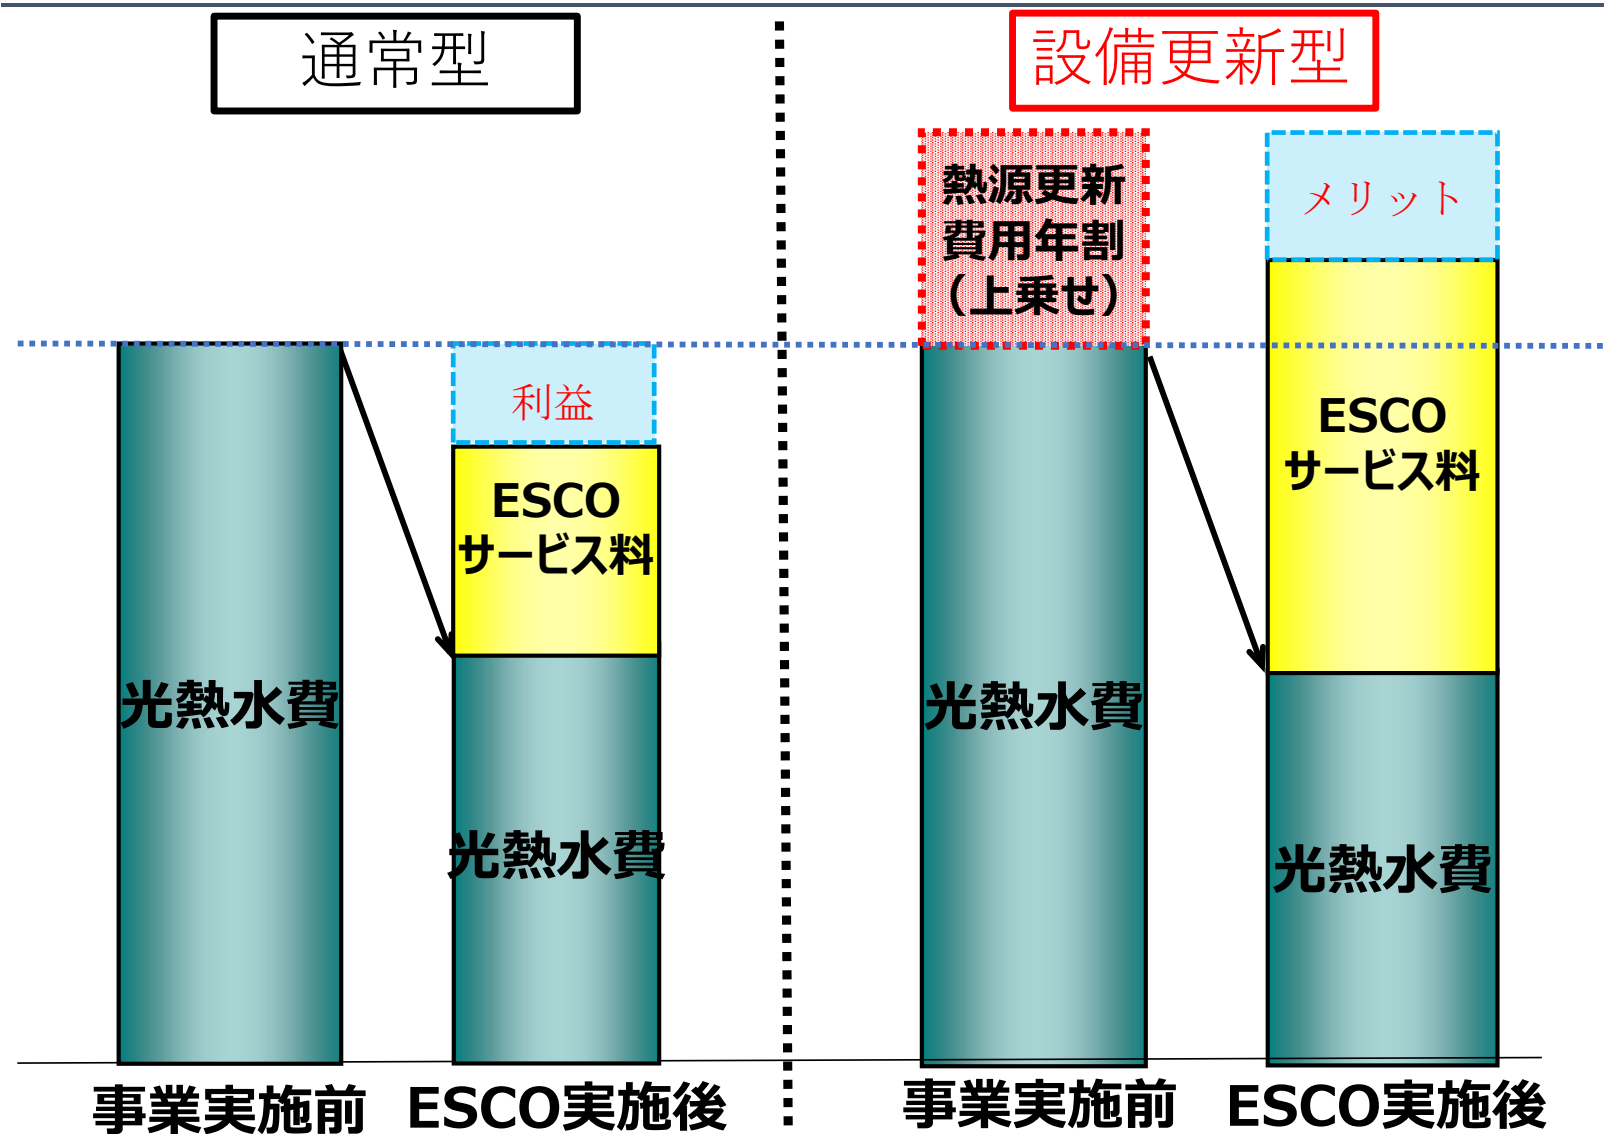 通常型
利益
ESCO
サービス料
光熱水費
光熱水費
事業実施前
ESCO実施後
設備更新型
熱源更新
費用年割
（上乗せ）
メリット
ESCO
サービス料
光熱水費
光熱水費
事業実施前
ESCO実施後